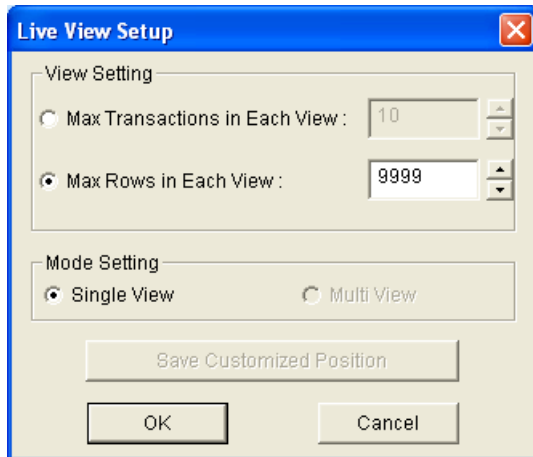 Live View Setup
View Setting
Max Transactions in Each View : 10
Max Rows in Each View : 9999
Mode Setting
Single View Multi View
Save Customized Position
OK Cancel